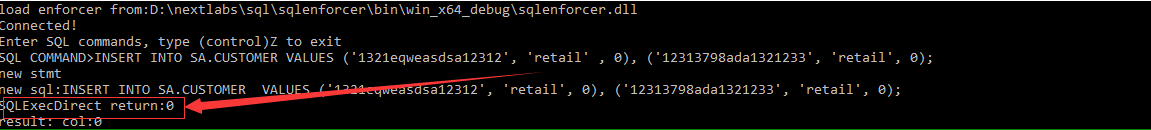 load enforcer from:D:\nextlabs\sql\sqlenforcer\bin\win_x64_debug\sqlenforcer.dll
Connected!
Enter SQL commands, type (control)Z to exit
SQL COMMAND>INSERT INTO SA.CUSTOMER VALUES ('1321eqweasdsa12312', 'retail' , 0), ('12313798ada1321233', 'retail', 0);
new stmt
new sql:INSERT INTO SA.CUSTOMER  VALUES ('1321eqweasdsa12312', 'retail', 0), ('12313798ada1321233', 'retail', 0);
SQLExecDirect return:0
result: col:0